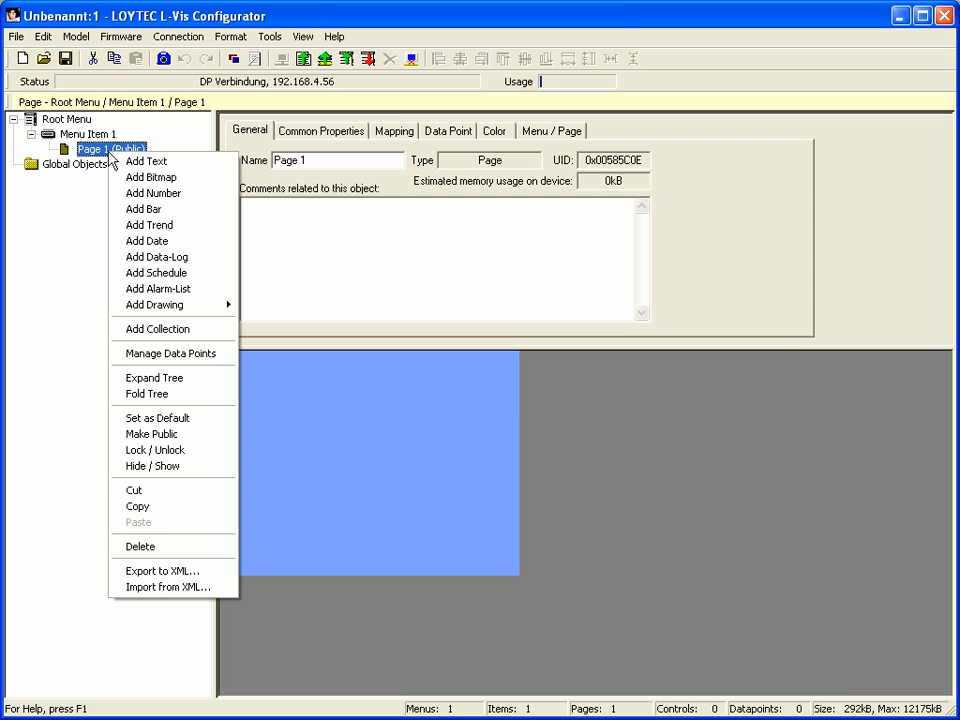 Unbenannt:1 - LOYTEC L-Vis Configurator
File Edit Model Firmware Connection Format Tools View Help
Status DP Verbindung, 192.168.4.56 Usage
Page - Root Menu / Menu Item 1 / Page 1
Root Menu
Menu Item 1
Page 1 (Public)
Global Objects
Add Text
Add Bitmap
Add Number
Add Bar
Add Trend
Add Date
Add Data-Log
Add Schedule
Add Alarm-List
Add Drawing
Add Collection
Manage Data Points
Expand Tree
Fold Tree
Set as Default
Make Public
Lock / Unlock
Hide / Show
Cut
Copy
Paste
Delete
Export to XML...
Import from XML...
General Common Properties Mapping Data Point Color Menu / Page
Name Page 1 Type Page UID: 0x00585C0E
Estimated memory usage on device: 0kB
Comments related to this object:
For Help, press F1 Menus: 1 Items: 1 Pages: 1 Controls: 0 Datapoints: 0 Size: 292kB, Max: 12175kB